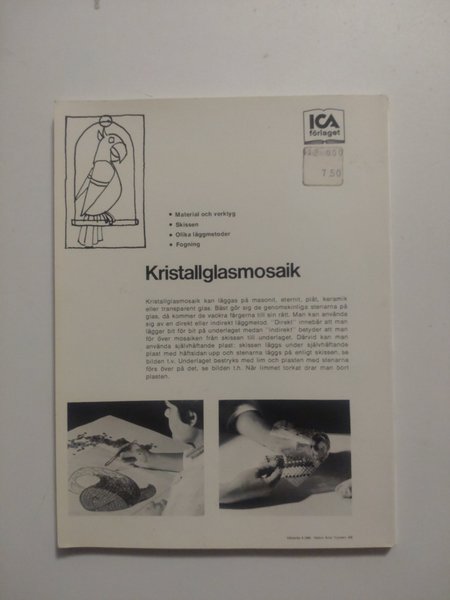 ICA
förlaget
7 50
• Material och verktyg
• Skissen
• Olika läggmetoder
• Fogning
Kristallglasmosaik
Kristallglasmosaik kan läggas på masonit, eternit, plåt, keramik
eller transparent glas. Bäst gör sig de genomskinliga stenarna på
glas, då kommer de vackra färgerna till sin rätt. Man kan använda
sig av en direkt eller indirekt läggmetod. "Direkt" innebär att man
lägger bit för bit på underlaget medan "indirekt" betyder att man
för över mosaiken från skissen till underlaget. Därvid kan man
använda självhäftande plast: skissen läggs under självhäftande
plast med häftsidan upp och stenarna läggs på enligt skissen, se
bilden t.v. Underlaget bestryks med lim och plasten med stenarna
förs över på det, se bilden t.h. När limmet torkat drar man bort
plasten.